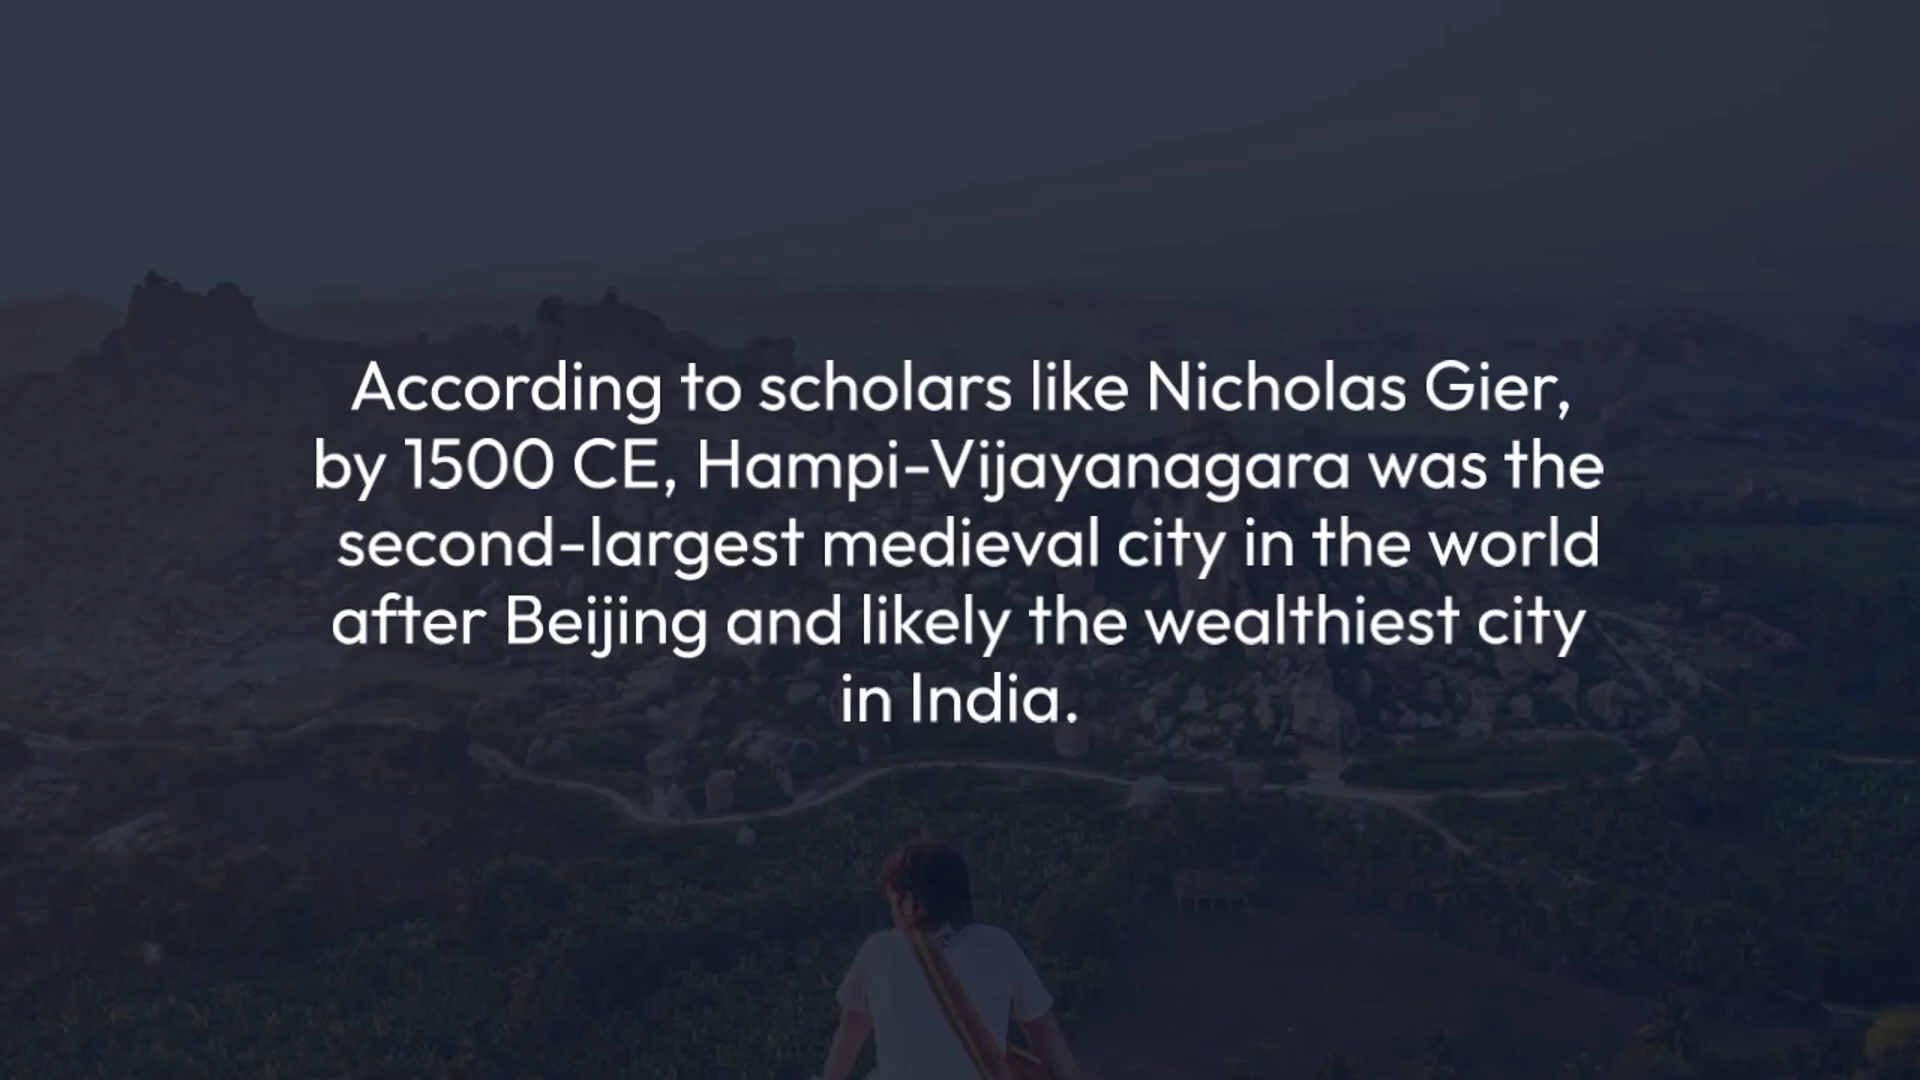 According to scholars like Nicholas Gier,
by 1500 CE, Hampi-Vijayanagara was the
second-largest medieval city in the world
after Beijing and likely the wealthiest city
in India.